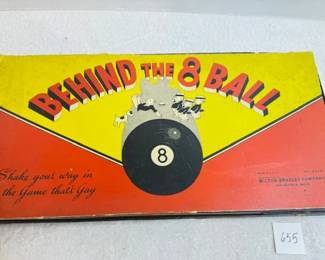 BEHIND THE 8 BALL
8
Shake your way in
the Game that's Gay
MILTON BRADLEY COMPANY
655